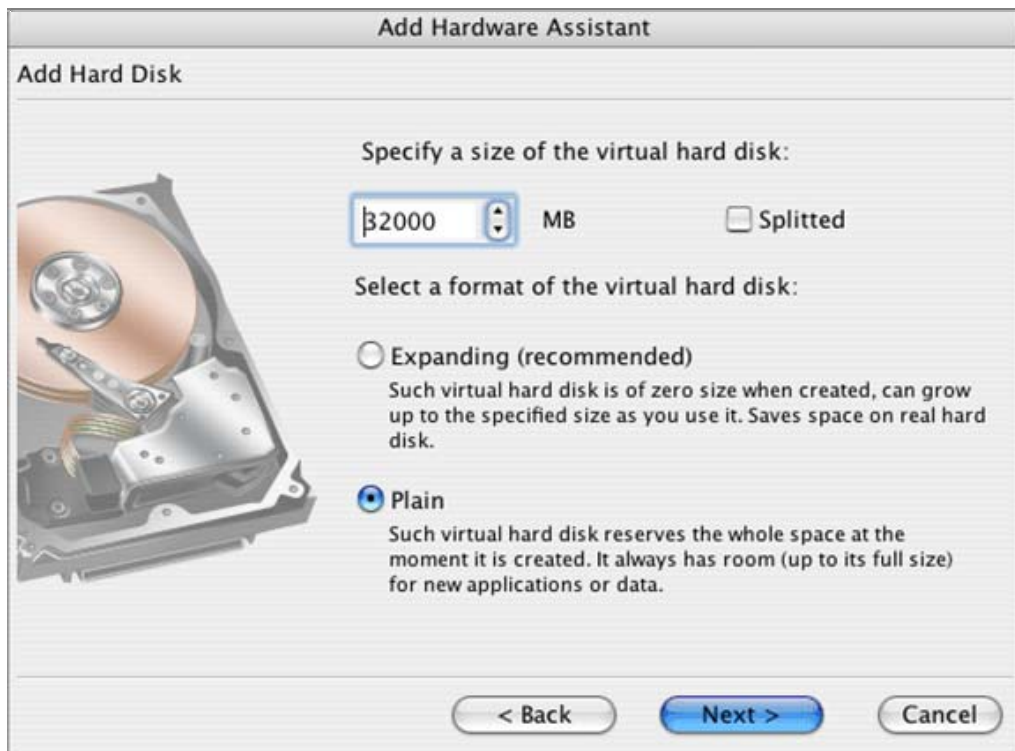 Add Hardware Assistant
Add Hard Disk
Specify a size of the virtual hard disk:
32000 MB Splitted
Select a format of the virtual hard disk:
Expanding (recommended)
Such virtual hard disk is of zero size when created, can grow
up to the specified size as you use it. Saves space on real hard
disk.
Plain
Such virtual hard disk reserves the whole space at the
moment it is created. It always has room (up to its full size)
for new applications or data.
< Back Next > Cancel